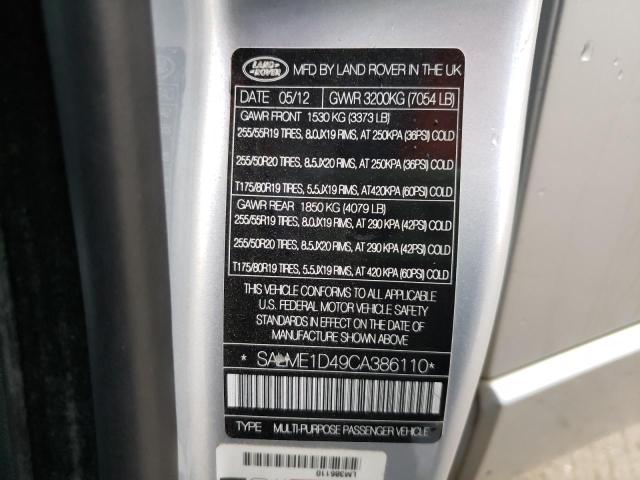 LAND ROVER
MFD BY LAND ROVER IN THE UK
DATE 05/12 GVWR 3200KG (7054 LB)
GAWR FRONT 1530 KG (3373 LB)
255/55R19 TIRES, 8.0JX19 RIMS, AT 250KPA (36PSI) COLD
255/50R20 TIRES, 8.5JX20 RIMS, AT 250KPA (36PSI) COLD
T175/80R19 TIRES, 5.5JX19 RIMS, AT 420KPA (60PSI) COLD
GAWR REAR 1850 KG (4079 LB)
255/55R19 TIRES, 8.0JX19 RIMS, AT 290 KPA (42PSI) COLD
255/50R20 TIRES, 8.5JX20 RIMS, AT 290 KPA (42PSI) COLD
T175/80R19 TIRES, 5.5JX19 RIMS, AT 420 KPA (60PSI) COLD
THIS VEHICLE CONFORMS TO ALL APPLICABLE
U.S. FEDERAL MOTOR VEHICLE SAFETY
STANDARDS IN EFFECT ON THE DATE OF
MANUFACTURE SHOWN ABOVE
* SALME1D49CA386110*
TYPE MULTI-PURPOSE PASSENGER VEHICLE
LM386110